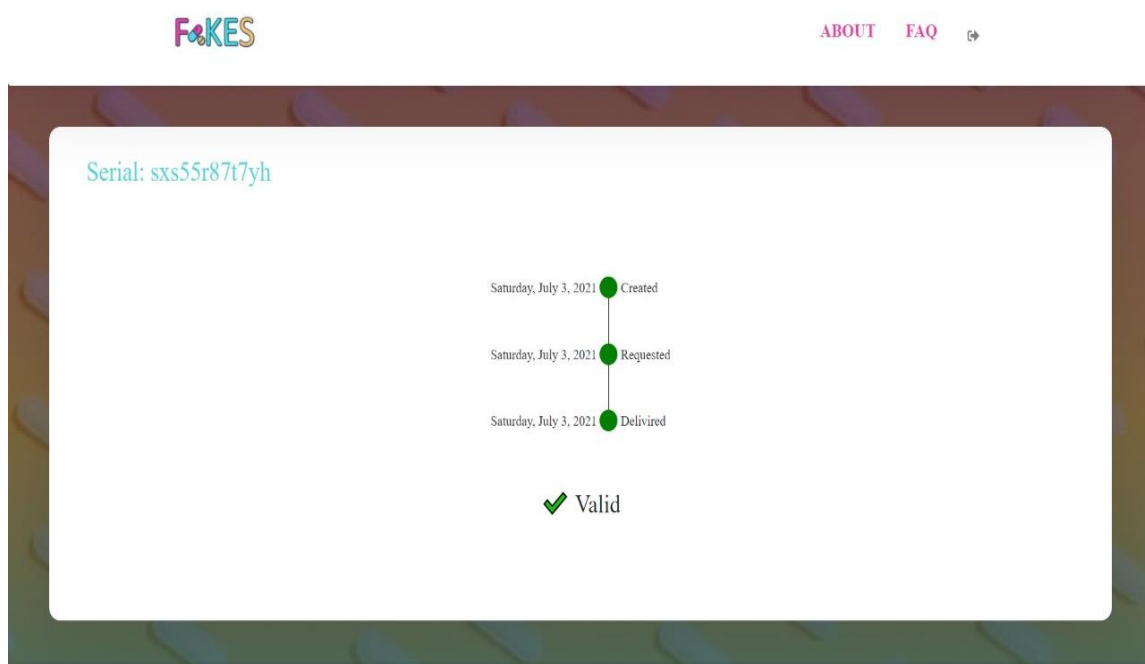 FAKES
ABOUT FAQ
Serial: sxs55r87t7yh
Saturday, July 3, 2021 Created
Saturday, July 3, 2021 Requested
Saturday, July 3, 2021 Delivired
Valid